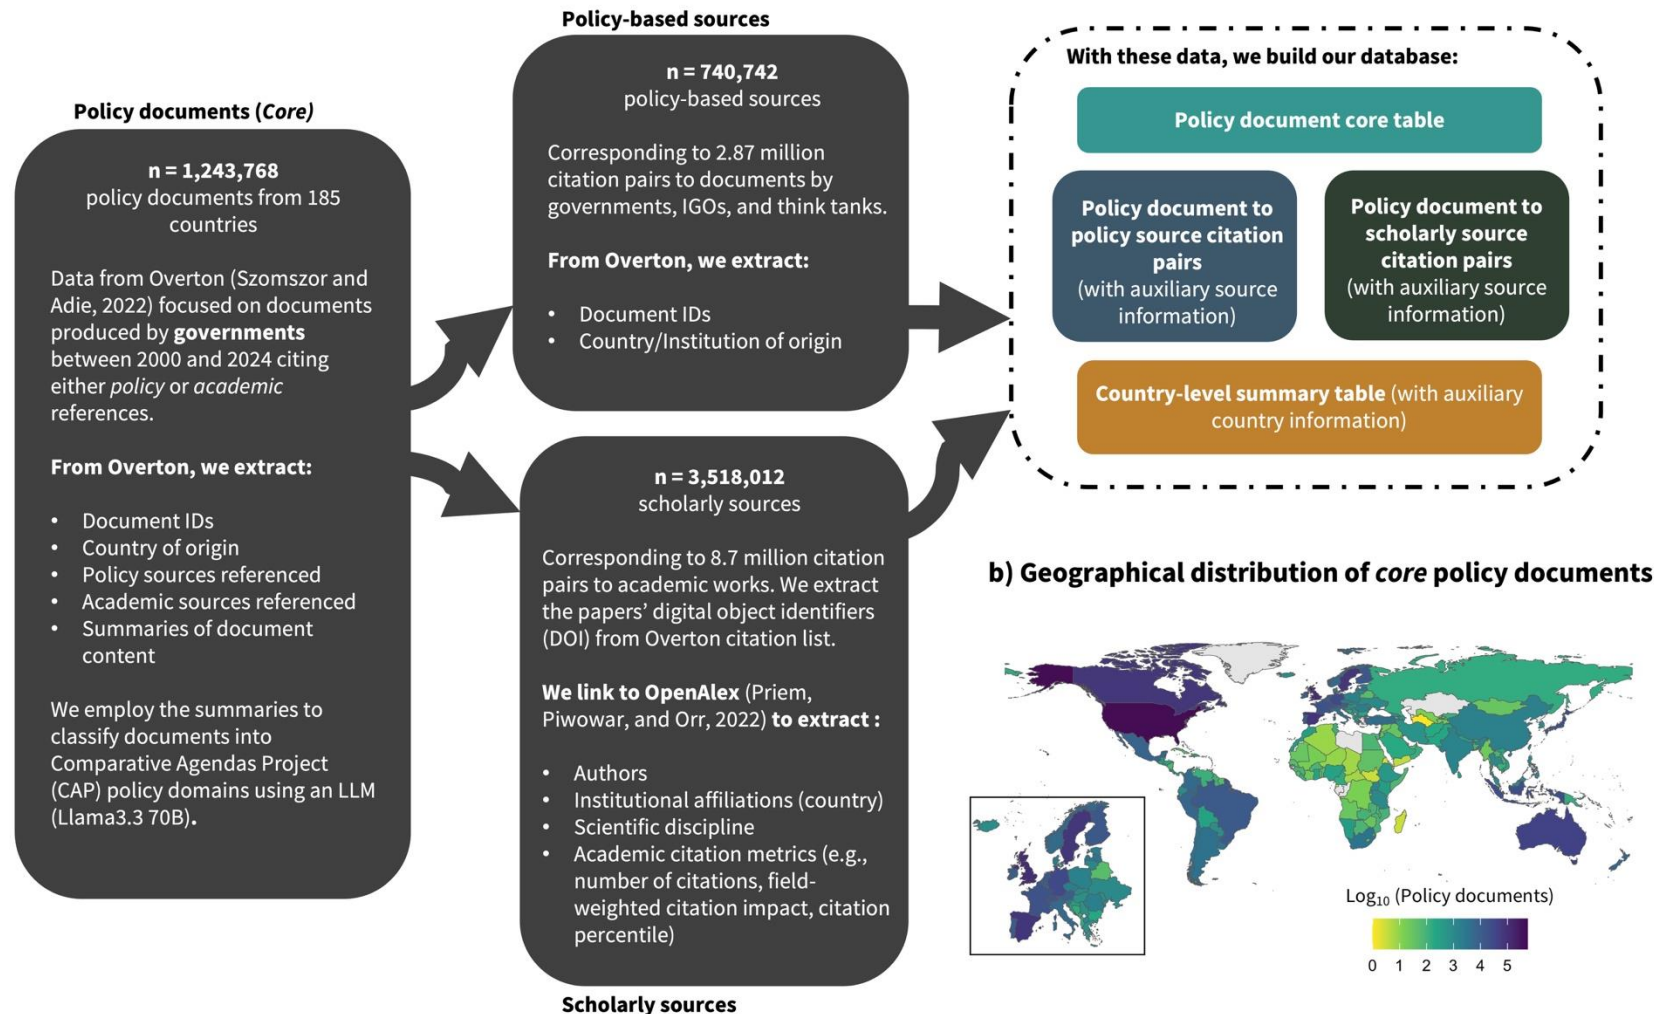 Policy documents (Core)
n = 1,243,768
policy documents from 185
countries
Data from Overton (Szomszor and
Adie, 2022) focused on documents
produced by governments
between 2000 and 2024 citing
either policy or academic
references.
From Overton, we extract:
• Document IDs
• Country of origin
• Policy sources referenced
• Academic sources referenced
• Summaries of document
content
We employ the summaries to
classify documents into
Comparative Agendas Project
(CAP) policy domains using an LLM
(Llama3.3 70B).
Policy-based sources
n = 740,742
policy-based sources
Corresponding to 2.87 million
citation pairs to documents by
governments, IGOs, and think tanks.
From Overton, we extract:
• Document IDs
• Country/Institution of origin
n = 3,518,012
scholarly sources
Corresponding to 8.7 million citation
pairs to academic works. We extract
the papers’ digital object identifiers
(DOI) from Overton citation list.
We link to OpenAlex (Priem,
Piwowar, and Orr, 2022) to extract :
• Authors
• Institutional affiliations (country)
• Scientific discipline
• Academic citation metrics (e.g.,
number of citations, field-
weighted citation impact, citation
percentile)
Scholarly sources
With these data, we build our database:
Policy document core table
Policy document to
policy source citation
pairs
(with auxiliary source
information)
Policy document to
scholarly source
citation pairs
(with auxiliary source
information)
Country-level summary table (with auxiliary
country information)
b) Geographical distribution of core policy documents
Log₁₀ (Policy documents)
0 1 2 3 4 5